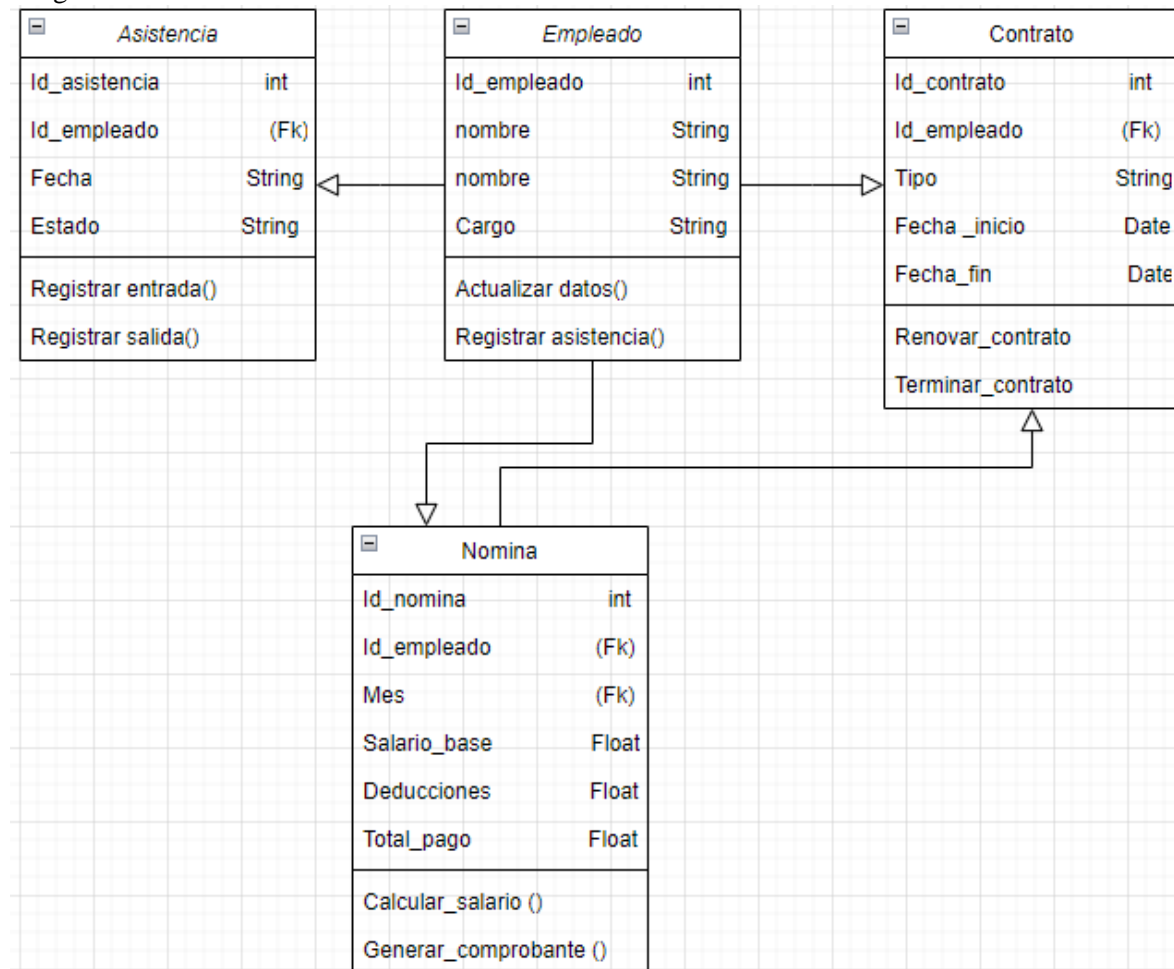 Asistencia
Id_asistencia int
Id_empleado (Fk)
Fecha String
Estado String
Registrar entrada()
Registrar salida()
Empleado
Id_empleado int
nombre String
nombre String
Cargo String
Actualizar datos()
Registrar asistencia()
Contrato
Id_contrato int
Id_empleado (Fk)
Tipo String
Fecha _inicio Date
Fecha_fin Date
Renovar_contrato
Terminar_contrato
Nomina
Id_nomina int
Id_empleado (Fk)
Mes (Fk)
Salario_base Float
Deducciones Float
Total_pago Float
Calcular_salario ()
Generar_comprobante ()